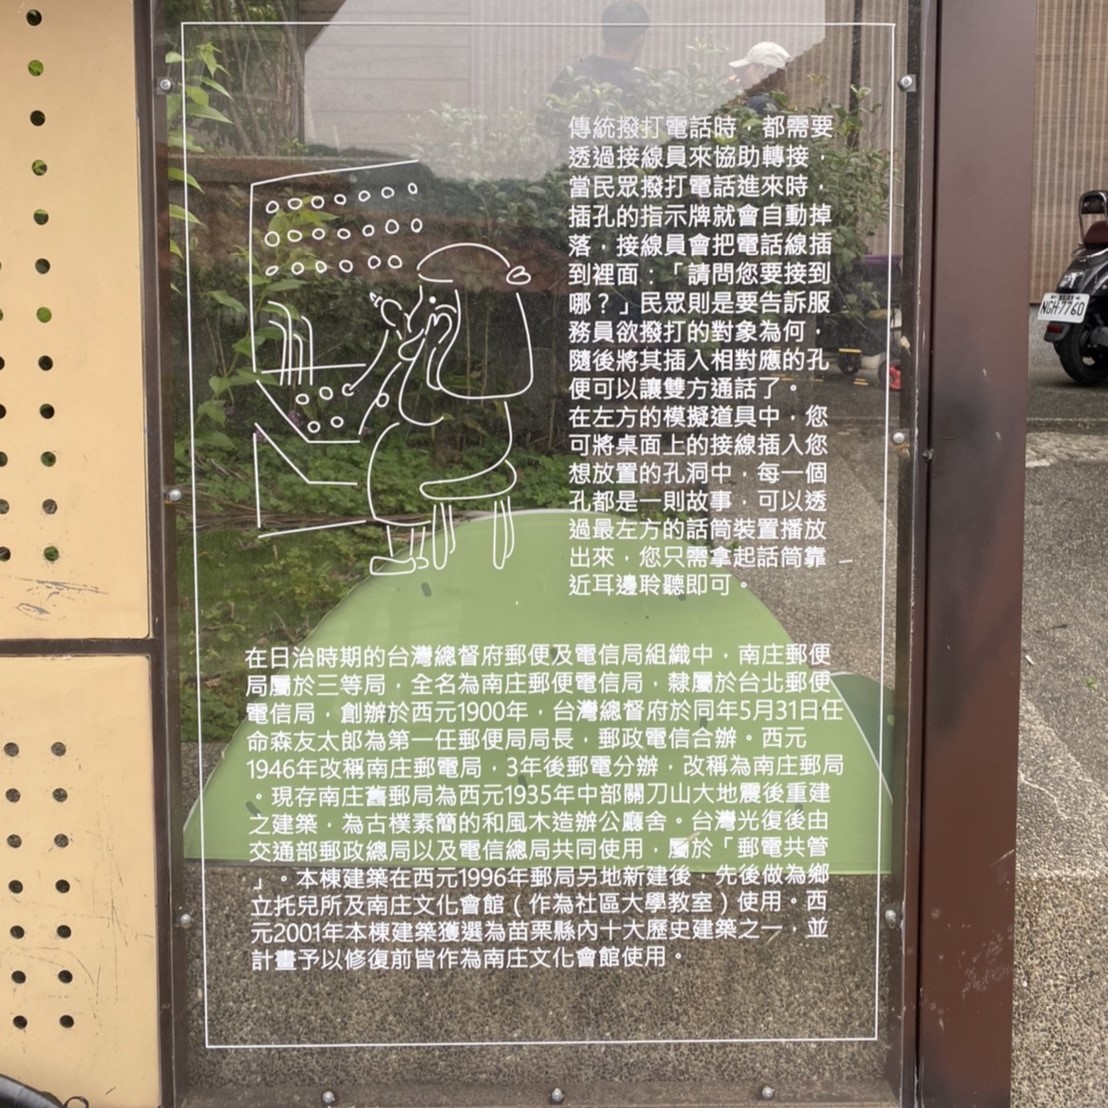 傳統撥打電話時，都需要
透過接線員來協助轉接，
當民眾撥打電話進來時，
插孔的指示牌就會自動掉
落，接線員會把電話線插
到裡面：「請問您要接到
哪？」民眾則是要告訴服
務員欲撥打的對象為何，
隨後將其插入相對應的孔
便可以讓雙方通話了。
在左方的模擬道具中，您
可將桌面上的接線插入您
想放置的孔洞中，每一個
孔都是一則故事，可以透
過最左方的話筒裝置播放
出來，您只需拿起話筒靠
近耳邊聆聽即可。
在日治時期的台灣總督府郵便及電信局組織中，南庄郵便
局屬於三等局，全名為南庄郵便電信局，隸屬於台北郵便
電信局，創辦於西元1900年，台灣總督府於同年5月31日任
命森友太郎為第一任郵便局局長，郵政電信合辦。西元
1946年改稱南庄郵電局，3年後郵電分辦，改稱為南庄郵局
。現存南庄舊郵局為西元1935年中部關刀山大地震後重建
之建築，為古樸素簡的和風木造辦公廳舍。台灣光復後由
交通部郵政總局以及電信總局共同使用，屬於「郵電共管
」。本棟建築在西元1996年郵局另地新建後，先後做為鄉
立托兒所及南庄文化會館（作為社區大學教室）使用。西
元2001年本棟建築獲選為苗栗縣內十大歷史建築之一，並
計畫予以修復前皆作為南庄文化會館使用。
NGH-7760